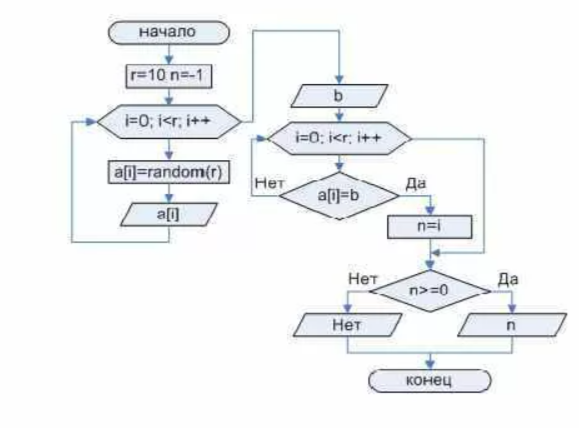 начало
r=10 n=-1
i=0; i<r; i++
a[i]=random(r)
a[i]
b
i=0; i<r; i++
Нет
a[i]=b
Да
n=i
Нет
n>=0
Да
Нет
n
конец